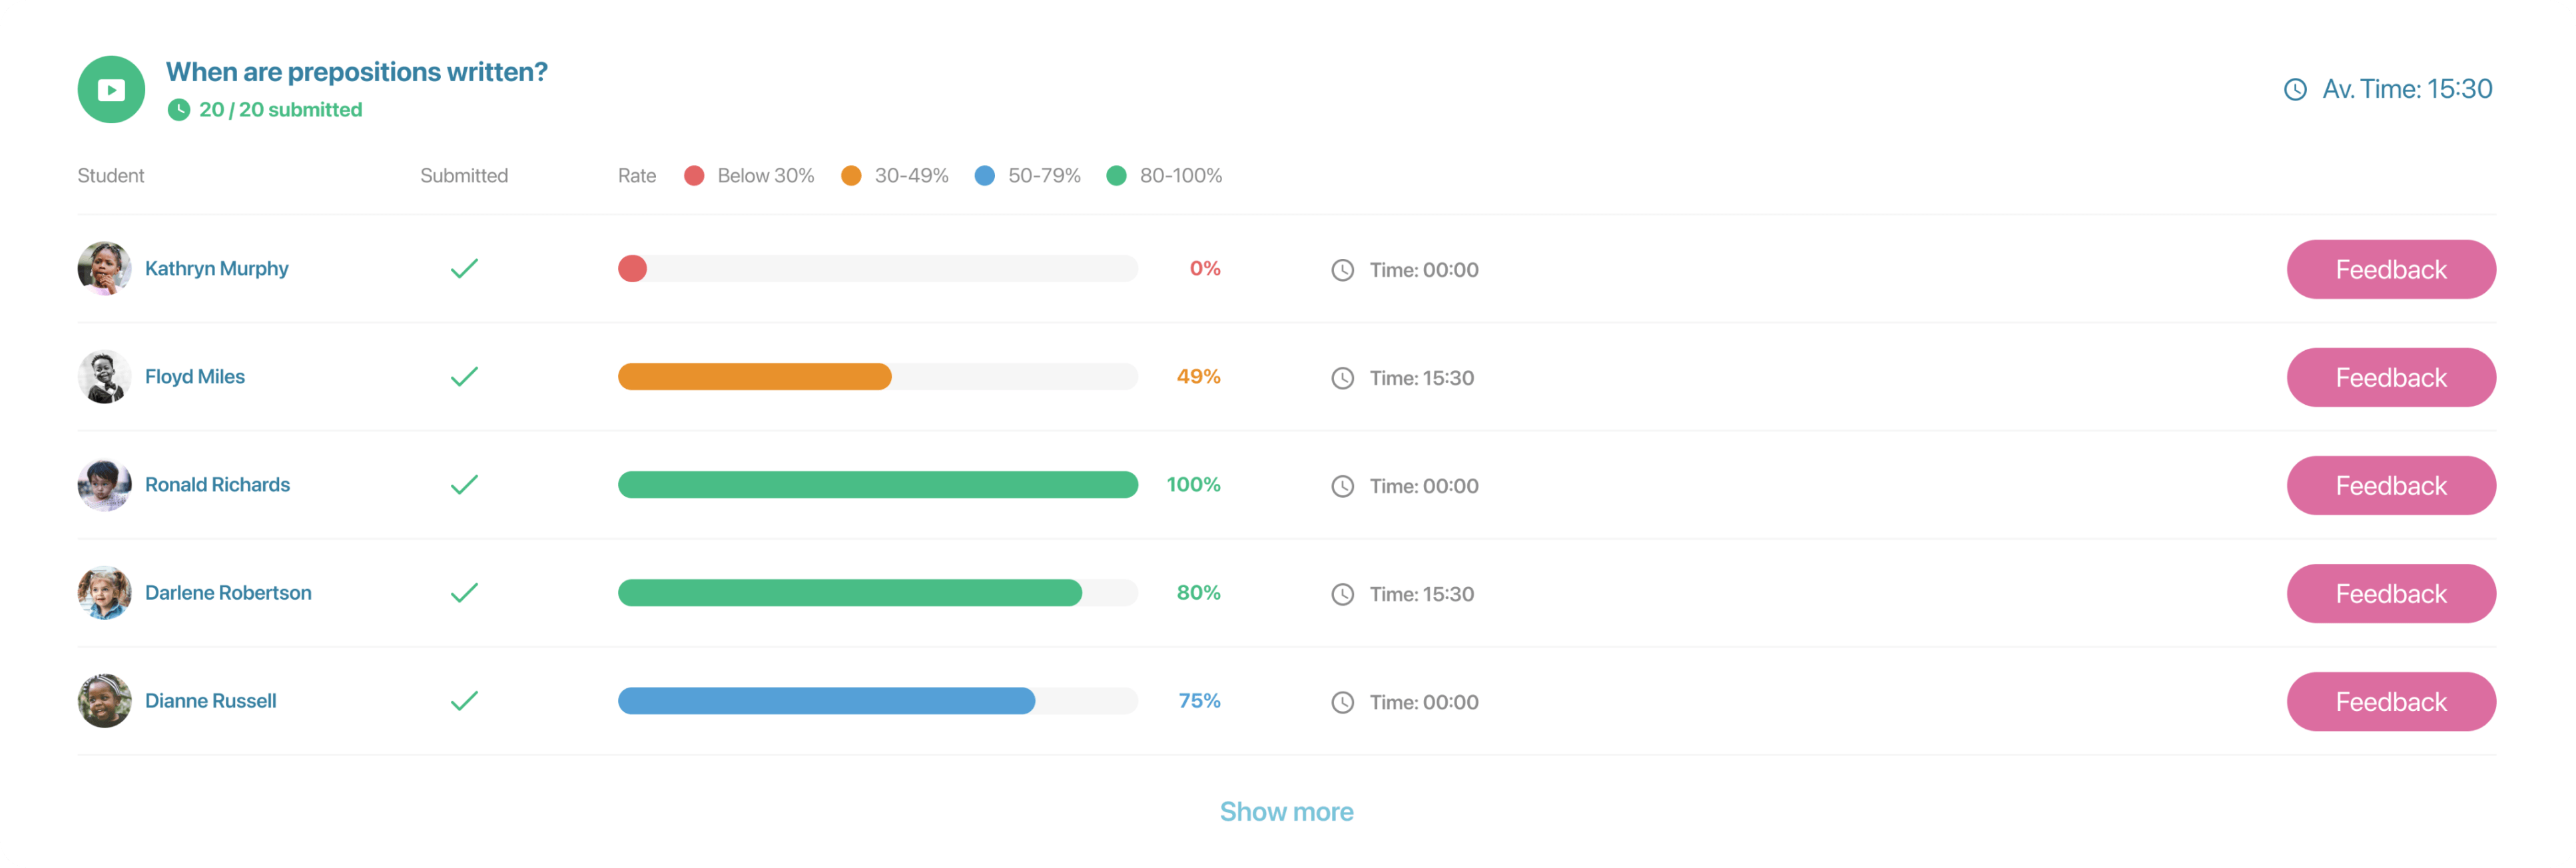 When are prepositions written?
Av. Time: 15:30
20 / 20 submitted
Student Submitted Rate Below 30% 30-49% 50-79% 80-100%
Kathryn Murphy 0% Time: 00:00 Feedback
Floyd Miles 49% Time: 15:30 Feedback
Ronald Richards 100% Time: 00:00 Feedback
Darlene Robertson 80% Time: 15:30 Feedback
Dianne Russell 75% Time: 00:00 Feedback
Show more